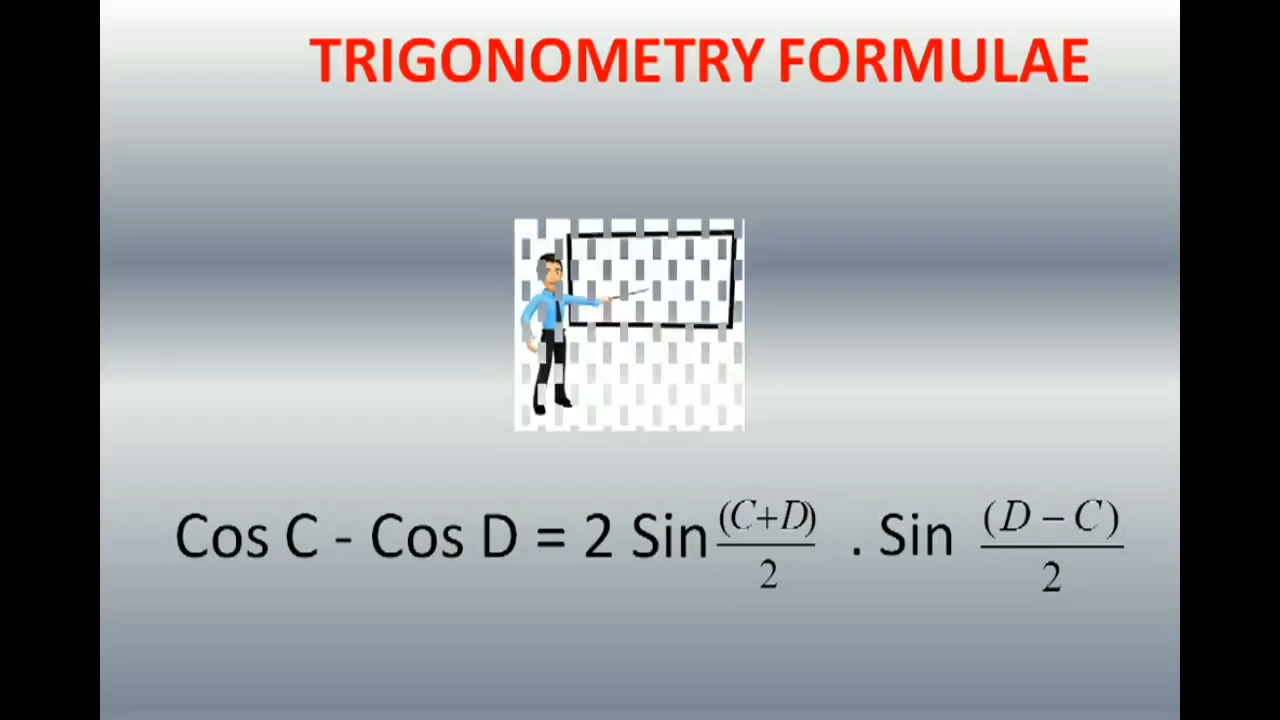 TRIGONOMETRY FORMULAE
Cos C - Cos D = 2 Sin (C+D)/2 . Sin (D – C)/2